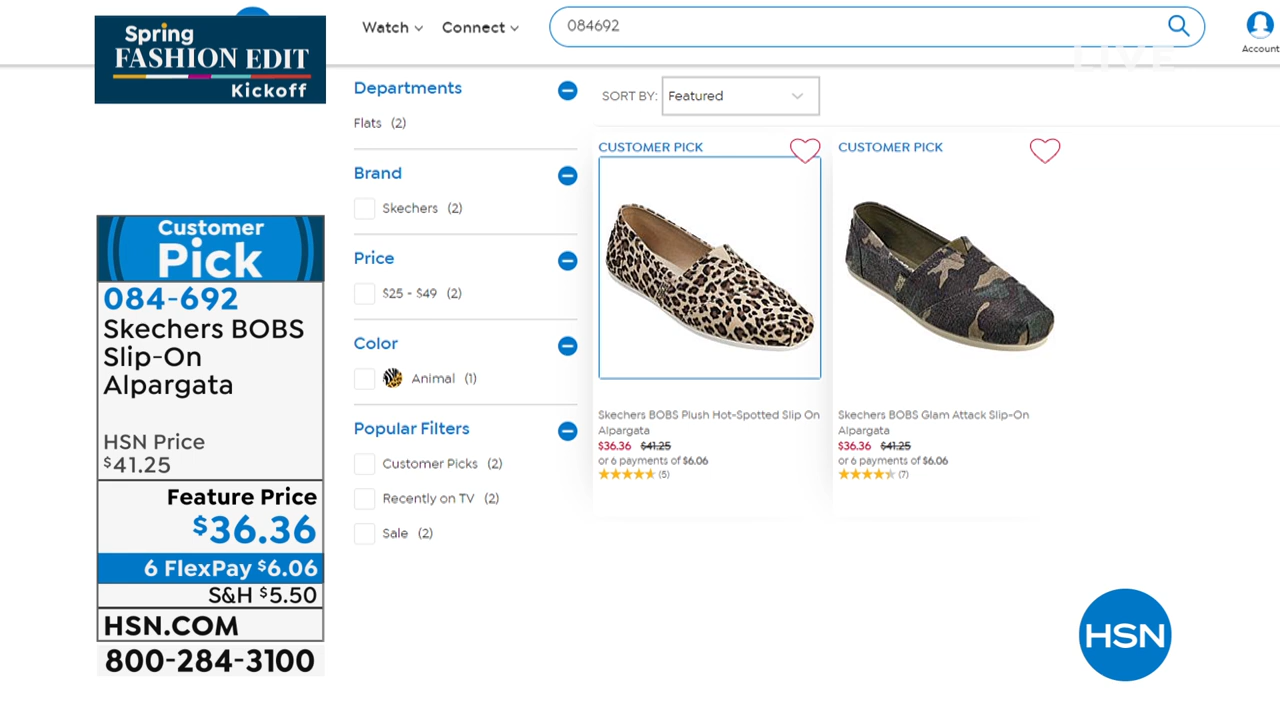 Spring
FASHION EDIT
Kickoff
Watch
Connect
084692
Account
LIVE
Customer
Pick
084-692
Skechers BOBS
Slip-On
Alpargata
HSN Price
$41.25
Feature Price
$36.36
6 FlexPay $6.06
S&H $5.50
HSN.COM
800-284-3100
Departments
Flats (2)
Brand
Skechers (2)
Price
$25 - $49 (2)
Color
Animal (1)
Popular Filters
Customer Picks (2)
Recently on TV (2)
Sale (2)
SORT BY: Featured
CUSTOMER PICK
Skechers BOBS Plush Hot-Spotted Slip On
Alpargata
$36.36 $41.25
or 6 payments of $6.06
(5)
CUSTOMER PICK
Skechers BOBS Glam Attack Slip-On
Alpargata
$36.36 $41.25
or 6 payments of $6.06
(7)
HSN